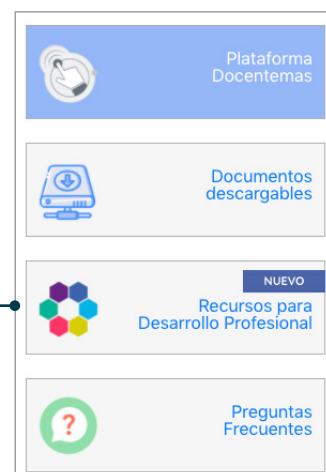 Plataforma
Docentemas
Documentos
descargables
NUEVO
Recursos para
Desarrollo Profesional
?
Preguntas
Frecuentes